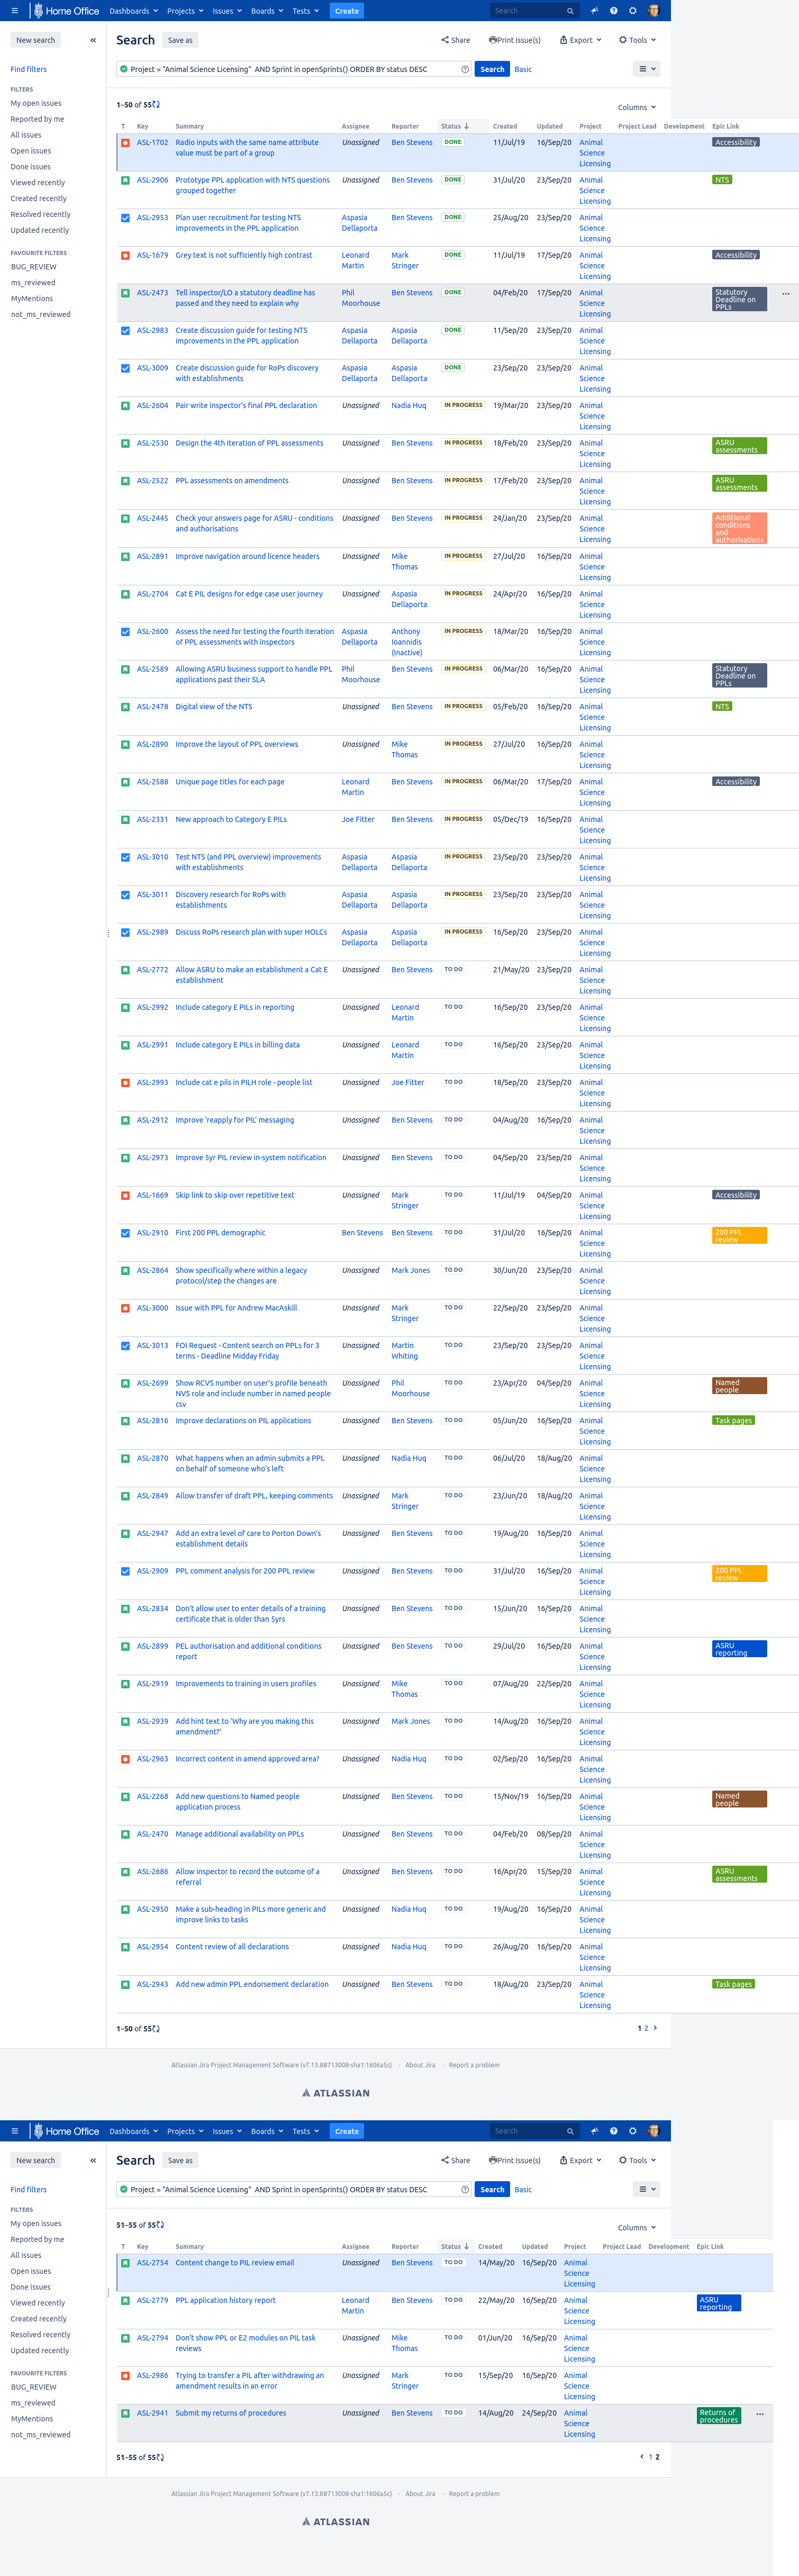 Home Office Dashboards Projects Issues Boards Tests Create Search
New search
Search Save as Share Print Issue(s) Export Tools
Find filters
Project = "Animal Science Licensing" AND Sprint in openSprints() ORDER BY status DESC Search Basic
FILTERS
My open issues
Reported by me
All issues
Open issues
Done issues
Viewed recently
Created recently
Resolved recently
Updated recently
FAVOURITE FILTERS
BUG_REVIEW
ms_reviewed
MyMentions
not_ms_reviewed
1–50 of 55
Columns
T Key Summary Assignee Reporter Status Created Updated Project Project Lead Development Epic Link
ASL-1702 Radio inputs with the same name attribute Unassigned Ben Stevens DONE 11/Jul/19 16/Sep/20 Animal Accessibility
value must be part of a group Science
Licensing
ASL-2906 Prototype PPL application with NTS questions Unassigned Ben Stevens DONE 31/Jul/20 23/Sep/20 Animal NTS
grouped together Science
Licensing
ASL-2953 Plan user recruitment for testing NTS Aspasia Ben Stevens DONE 25/Aug/20 23/Sep/20 Animal
improvements in the PPL application Dellaporta Science
Licensing
ASL-1679 Grey text is not sufficiently high contrast Leonard Mark DONE 11/Jul/19 17/Sep/20 Animal Accessibility
Martin Stringer Science
Licensing
ASL-2473 Tell inspector/LO a statutory deadline has Phil Ben Stevens DONE 04/Feb/20 17/Sep/20 Animal Statutory
passed and they need to explain why Moorhouse Science Deadline on
Licensing PPLs
ASL-2983 Create discussion guide for testing NTS Aspasia Aspasia DONE 11/Sep/20 23/Sep/20 Animal
improvements in the PPL application Dellaporta Dellaporta Science
Licensing
ASL-3009 Create discussion guide for RoPs discovery Aspasia Aspasia DONE 23/Sep/20 23/Sep/20 Animal
with establishments Dellaporta Dellaporta Science
Licensing
ASL-2604 Pair write inspector's final PPL declaration Unassigned Nadia Huq IN PROGRESS 19/Mar/20 23/Sep/20 Animal
Science
Licensing
ASL-2530 Design the 4th iteration of PPL assessments Unassigned Ben Stevens IN PROGRESS 18/Feb/20 23/Sep/20 Animal ASRU
Science assessments
Licensing
ASL-2522 PPL assessments on amendments Unassigned Ben Stevens IN PROGRESS 17/Feb/20 23/Sep/20 Animal ASRU
Science assessments
Licensing
ASL-2445 Check your answers page for ASRU - conditions Unassigned Ben Stevens IN PROGRESS 24/Jan/20 23/Sep/20 Animal Additional
and authorisations Science conditions
Licensing and
authorisations
ASL-2891 Improve navigation around licence headers Unassigned Mike IN PROGRESS 27/Jul/20 16/Sep/20 Animal
Thomas Science
Licensing
ASL-2704 Cat E PIL designs for edge case user journey Unassigned Aspasia IN PROGRESS 24/Apr/20 16/Sep/20 Animal
Dellaporta Science
Licensing
ASL-2600 Assess the need for testing the fourth iteration Aspasia Anthony IN PROGRESS 18/Mar/20 16/Sep/20 Animal
of PPL assessments with inspectors Dellaporta Ioannidis Science
(Inactive) Licensing
ASL-2589 Allowing ASRU business support to handle PPL Phil Ben Stevens IN PROGRESS 06/Mar/20 16/Sep/20 Animal Statutory
applications past their SLA Moorhouse Science Deadline on
Licensing PPLs
ASL-2478 Digital view of the NTS Unassigned Ben Stevens IN PROGRESS 05/Feb/20 16/Sep/20 Animal NTS
Science
Licensing
ASL-2890 Improve the layout of PPL overviews Unassigned Mike IN PROGRESS 27/Jul/20 16/Sep/20 Animal
Thomas Science
Licensing
ASL-2588 Unique page titles for each page Leonard Ben Stevens IN PROGRESS 06/Mar/20 17/Sep/20 Animal Accessibility
Martin Science
Licensing
ASL-2331 New approach to Category E PILs Joe Fitter Ben Stevens IN PROGRESS 05/Dec/19 16/Sep/20 Animal
Science
Licensing
ASL-3010 Test NTS (and PPL overview) improvements Aspasia Aspasia IN PROGRESS 23/Sep/20 23/Sep/20 Animal
with establishments Dellaporta Dellaporta Science
Licensing
ASL-3011 Discovery research for RoPs with Aspasia Aspasia IN PROGRESS 23/Sep/20 23/Sep/20 Animal
establishments Dellaporta Dellaporta Science
Licensing
ASL-2989 Discuss RoPs research plan with super HOLCs Aspasia Aspasia IN PROGRESS 16/Sep/20 23/Sep/20 Animal
Dellaporta Dellaporta Science
Licensing
ASL-2772 Allow ASRU to make an establishment a Cat E Unassigned Ben Stevens TO DO 21/May/20 23/Sep/20 Animal
establishment Science
Licensing
ASL-2992 Include category E PILs in reporting Unassigned Leonard TO DO 16/Sep/20 23/Sep/20 Animal
Martin Science
Licensing
ASL-2991 Include category E PILs in billing data Unassigned Leonard TO DO 16/Sep/20 23/Sep/20 Animal
Martin Science
Licensing
ASL-2993 Include cat e pils in PILH role - people list Unassigned Joe Fitter TO DO 18/Sep/20 23/Sep/20 Animal
Science
Licensing
ASL-2912 Improve 'reapply for PIL' messaging Unassigned Ben Stevens TO DO 04/Aug/20 16/Sep/20 Animal
Science
Licensing
ASL-2973 Improve 5yr PIL review in-system notification Unassigned Ben Stevens TO DO 04/Sep/20 23/Sep/20 Animal
Science
Licensing
ASL-1669 Skip link to skip over repetitive text Unassigned Mark TO DO 11/Jul/19 04/Sep/20 Animal Accessibility
Stringer Science
Licensing
ASL-2910 First 200 PPL demographic Ben Stevens Ben Stevens TO DO 31/Jul/20 16/Sep/20 Animal 200 PPL
Science review
Licensing
ASL-2864 Show specifically where within a legacy Unassigned Mark Jones TO DO 30/Jun/20 23/Sep/20 Animal
protocol/step the changes are Science
Licensing
ASL-3000 Issue with PPL for Andrew MacAskill Unassigned Mark TO DO 22/Sep/20 23/Sep/20 Animal
Stringer Science
Licensing
ASL-3013 FOI Request - Content search on PPLs for 3 Unassigned Martin TO DO 23/Sep/20 23/Sep/20 Animal
terms - Deadline Midday Friday Whiting Science
Licensing
ASL-2699 Show RCVS number on user's profile beneath Unassigned Phil TO DO 23/Apr/20 04/Sep/20 Animal Named
NVS role and include number in named people Moorhouse Science people
csv Licensing
ASL-2816 Improve declarations on PIL applications Unassigned Ben Stevens TO DO 05/Jun/20 16/Sep/20 Animal Task pages
Science
Licensing
ASL-2870 What happens when an admin submits a PPL Unassigned Nadia Huq TO DO 06/Jul/20 18/Aug/20 Animal
on behalf of someone who's left Science
Licensing
ASL-2849 Allow transfer of draft PPL, keeping comments Unassigned Mark TO DO 23/Jun/20 18/Aug/20 Animal
Stringer Science
Licensing
ASL-2947 Add an extra level of care to Porton Down's Unassigned Ben Stevens TO DO 19/Aug/20 16/Sep/20 Animal
establishment details Science
Licensing
ASL-2909 PPL comment analysis for 200 PPL review Unassigned Ben Stevens TO DO 31/Jul/20 16/Sep/20 Animal 200 PPL
Science review
Licensing
ASL-2834 Don't allow user to enter details of a training Unassigned Ben Stevens TO DO 15/Jun/20 16/Sep/20 Animal
certificate that is older than 5yrs Science
Licensing
ASL-2899 PEL authorisation and additional conditions Unassigned Ben Stevens TO DO 29/Jul/20 16/Sep/20 Animal ASRU
report Science reporting
Licensing
ASL-2919 Improvements to training in users profiles Unassigned Mike TO DO 07/Aug/20 22/Sep/20 Animal
Thomas Science
Licensing
ASL-2939 Add hint text to 'Why are you making this Unassigned Mark Jones TO DO 14/Aug/20 16/Sep/20 Animal
amendment?' Science
Licensing
ASL-2963 Incorrect content in amend approved area? Unassigned Nadia Huq TO DO 02/Sep/20 16/Sep/20 Animal
Science
Licensing
ASL-2268 Add new questions to Named people Unassigned Ben Stevens TO DO 15/Nov/19 16/Sep/20 Animal Named
application process Science people
Licensing
ASL-2470 Manage additional availability on PPLs Unassigned Ben Stevens TO DO 04/Feb/20 08/Sep/20 Animal
Science
Licensing
ASL-2686 Allow inspector to record the outcome of a Unassigned Ben Stevens TO DO 16/Apr/20 15/Sep/20 Animal ASRU
referral Science assessments
Licensing
ASL-2950 Make a sub-heading in PILs more generic and Unassigned Nadia Huq TO DO 19/Aug/20 16/Sep/20 Animal
improve links to tasks Science
Licensing
ASL-2954 Content review of all declarations Unassigned Nadia Huq TO DO 26/Aug/20 16/Sep/20 Animal
Science
Licensing
ASL-2943 Add new admin PPL endorsement declaration Unassigned Ben Stevens TO DO 18/Aug/20 23/Sep/20 Animal Task pages
Science
Licensing
1–50 of 55 1 2
Atlassian Jira Project Management Software (v7.13.8#713008-sha1:1606a5c) · About Jira · Report a problem
ATLASSIAN
Home Office Dashboards Projects Issues Boards Tests Create Search
New search
Search Save as Share Print Issue(s) Export Tools
Find filters
Project = "Animal Science Licensing" AND Sprint in openSprints() ORDER BY status DESC Search Basic
FILTERS
My open issues
Reported by me
All issues
Open issues
Done issues
Viewed recently
Created recently
Resolved recently
Updated recently
FAVOURITE FILTERS
BUG_REVIEW
ms_reviewed
MyMentions
not_ms_reviewed
51–55 of 55
Columns
T Key Summary Assignee Reporter Status Created Updated Project Project Lead Development Epic Link
ASL-2754 Content change to PIL review email Unassigned Ben Stevens TO DO 14/May/20 16/Sep/20 Animal
Science
Licensing
ASL-2779 PPL application history report Leonard Ben Stevens TO DO 22/May/20 16/Sep/20 Animal ASRU
Martin Science reporting
Licensing
ASL-2794 Don't show PPL or E2 modules on PIL task Unassigned Mike TO DO 01/Jun/20 16/Sep/20 Animal
reviews Thomas Science
Licensing
ASL-2986 Trying to transfer a PIL after withdrawing an Unassigned Mark TO DO 15/Sep/20 16/Sep/20 Animal
amendment results in an error Stringer Science
Licensing
ASL-2941 Submit my returns of procedures Unassigned Ben Stevens TO DO 14/Aug/20 24/Sep/20 Animal Returns of
Science procedures
Licensing
51–55 of 55 1 2
Atlassian Jira Project Management Software (v7.13.8#713008-sha1:1606a5c) · About Jira · Report a problem
ATLASSIAN